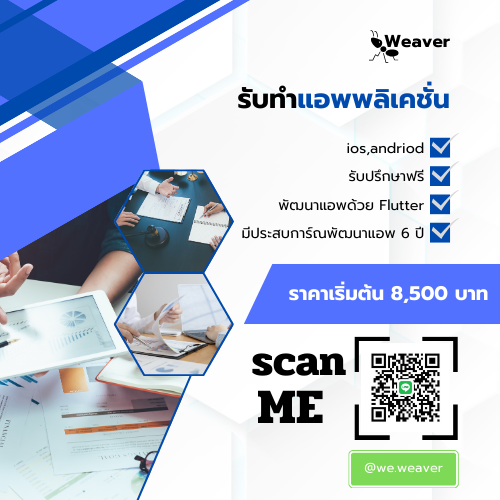 Weaver
รับทำแอพพลิเคชั่น
ios,andriod
รับปรึกษาฟรี
พัฒนาแอพด้วย Flutter
มีประสบการ์ณพัฒนาแอพ 6 ปี
ราคาเริ่มต้น 8,500 บาท
scan
ME
@we.weaver